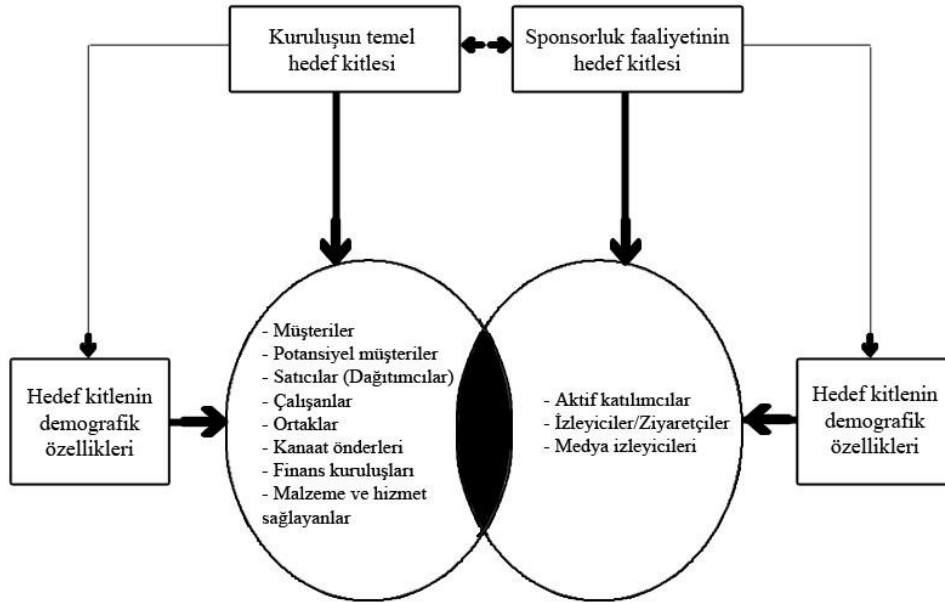 Kuruluşun temel
hedef kitlesi
Sponsorluk faaliyetinin
hedef kitlesi
Hedef kitlenin
demografik
özellikleri
- Müşteriler
- Potansiyel müşteriler
- Satıcılar (Dağıtımcılar)
- Çalışanlar
- Ortaklar
- Kanaat önderleri
- Finans kuruluşları
- Malzeme ve hizmet
sağlayanlar
- Aktif katılımcılar
- İzleyiciler/Ziyaretçiler
- Medya izleyicileri
Hedef kitlenin
demografik
özellikleri